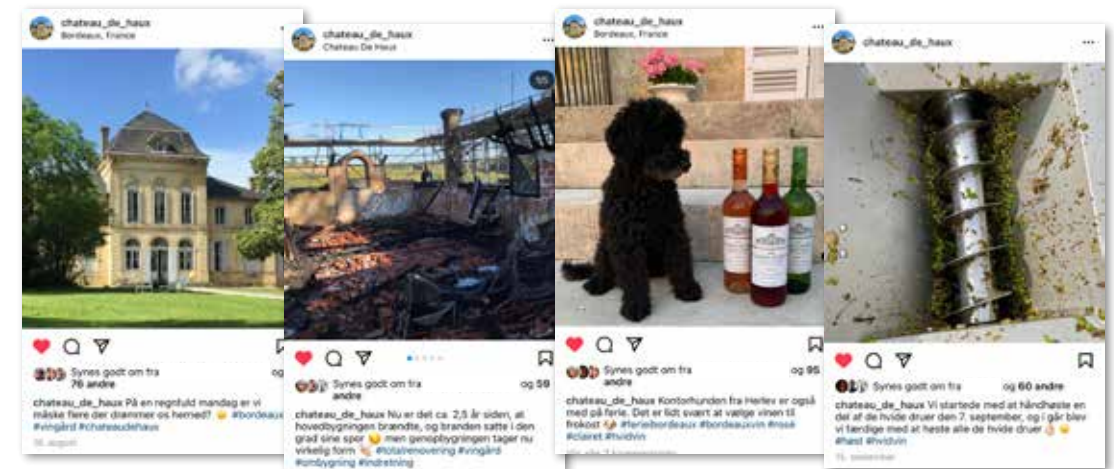 chateau_de_haux
Bordeaux, France
Synes godt om fra
og
76 andre
chateau_de_haux På en regnfuld mandag er vi
måske flere der drømmer os herned? #bordeaux
#vingård #chateaudehaux
16. august
chateau_de_haux
Chateau De Haux
Synes godt om fra og 59
andre
chateau_de_haux Nu er det ca. 2,5 år siden, at
hovedbygningen brændte, og branden satte i den
grad sine spor men genopbygningen tager nu
virkelig form #totalrenovering #vingård
#ombygning #indretning
chateau_de_haux
Bordeaux, France
Synes godt om fra og 95
andre
chateau_de_haux Kontorhunden fra Herlev er også
med på ferie. Det er lidt svært at vælge vinen til
frokost #feriebordeaux #bordeauxvin #rosé
#clairet #hvidvin
chateau_de_haux
Synes godt om fra og 60 andre
chateau_de_haux Vi startede med at håndhøste en
del af de hvide druer den 7. september, og i går blev
vi færdige med at høste alle de hvide druer
#høst #hvidvin
15. september